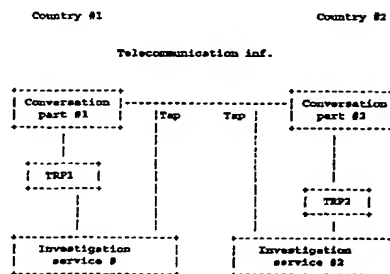 Country #1 Country #2
Telecommunication inf.
Conversation Conversation
part #1 Tap Tap part #2
TRP1
TRP2
Investigation Investigation
service # service #2